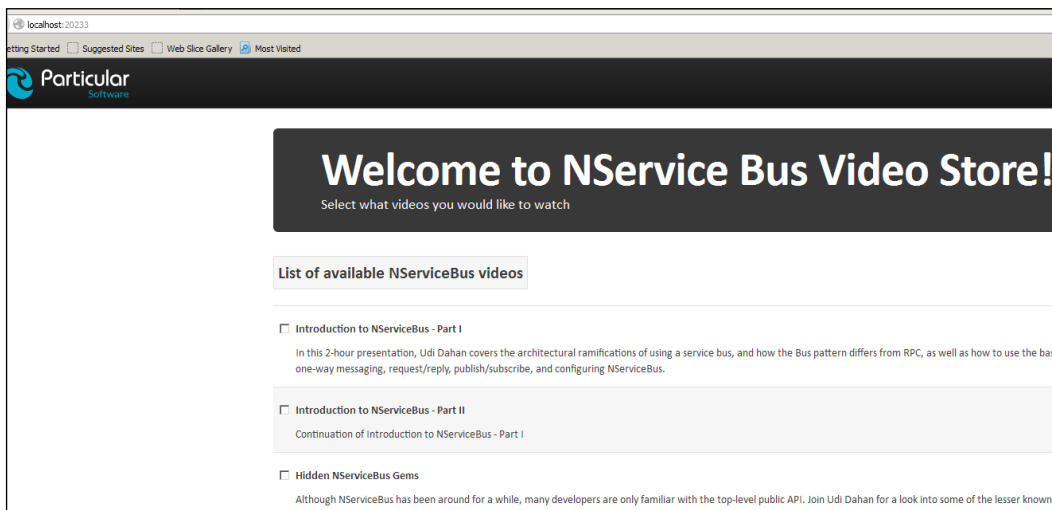 localhost:20233
etting Started Suggested Sites Web Slice Gallery Most Visited
Particular
Software
Welcome to NService Bus Video Store!
Select what videos you would like to watch
List of available NServiceBus videos
Introduction to NServiceBus - Part I
In this 2-hour presentation, Udi Dahan covers the architectural ramifications of using a service bus, and how the Bus pattern differs from RPC, as well as how to use the bas
one-way messaging, request/reply, publish/subscribe, and configuring NServiceBus.
Introduction to NServiceBus - Part II
Continuation of Introduction to NServiceBus - Part I
Hidden NServiceBus Gems
Although NServiceBus has been around for a while, many developers are only familiar with the top-level public API. Join Udi Dahan for a look into some of the lesser known